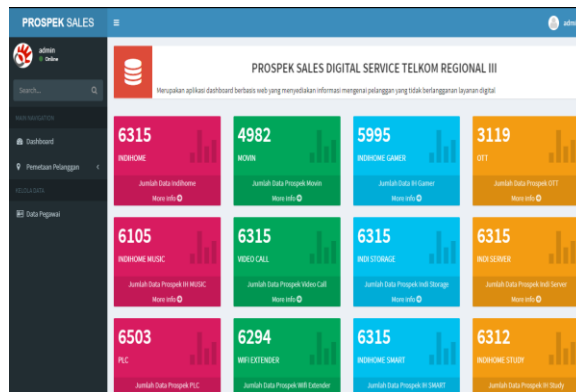 PROSPEK SALES
admin
admin
Online
Search...
MAIN NAVIGATION
Dashboard
Pemetaan Pelanggan
KELOLA DATA
Data Pegawai
PROSPEK SALES DIGITAL SERVICE TELKOM REGIONAL III
Merupakan aplikasi dashboard berbasis web yang menyediakan informasi mengenai pelanggan yang tidak berlangganan layanan digital
6315
INDIHOME
Jumlah Data Indihome
More info
4982
MOVIN
Jumlah Data Prospek Movin
More info
5995
INDIHOME GAMER
Jumlah Data IH Gamer
More info
3119
OTT
Jumlah Data Prospek OTT
More info
6105
INDIHOME MUSIC
Jumlah Data Prospek IH MUSIC
More info
6315
VIDEO CALL
Jumlah Data Prospek Video Call
More info
6315
INDI STORAGE
Jumlah Data Prospek Indi Storage
More info
6315
INDI SERVER
Jumlah Data Prospek Indi Server
More info
6503
PLC
Jumlah Data Prospek PLC
6294
WIFI EXTENDER
Jumlah Data Prospek Wifi Extender
6315
INDIHOME SMART
Jumlah Data Prospek IH SMART
6312
INDIHOME STUDY
Jumlah Data Prospek IH Study